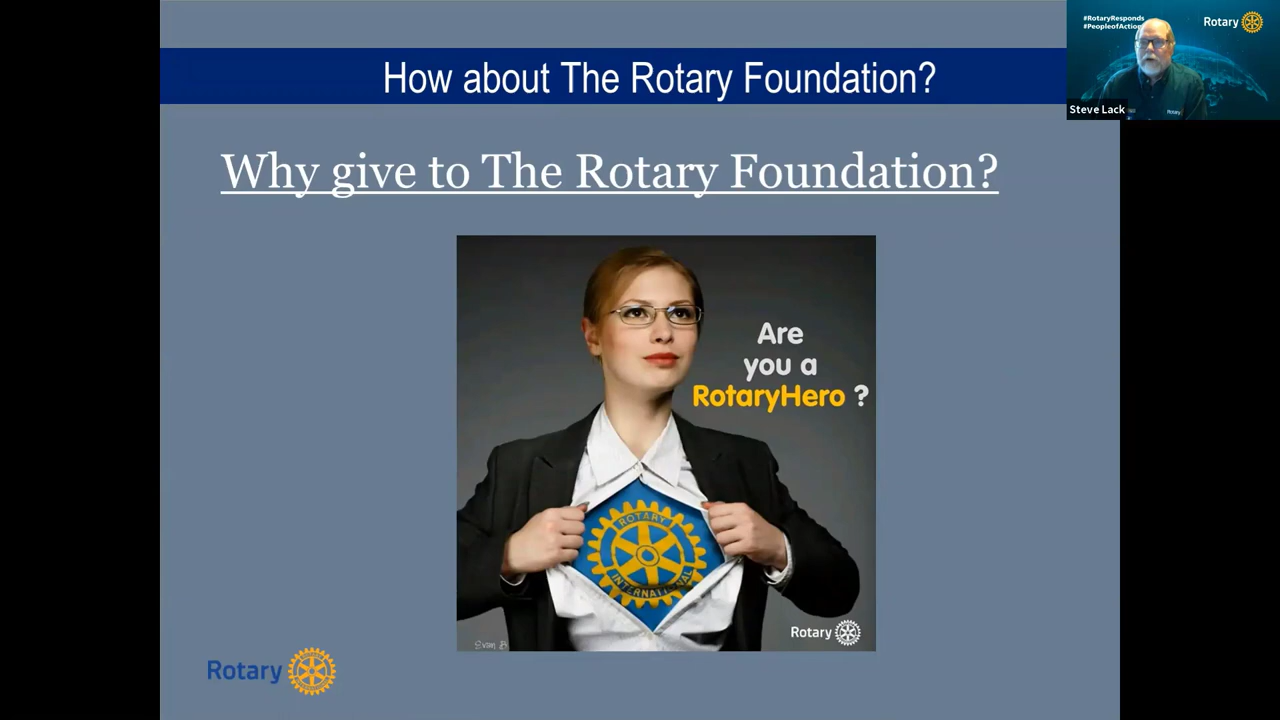 How about The Rotary Foundation?
#RotaryResponds
#PeopleofAction
Rotary
Rotary
Steve Lack
Why give to The Rotary Foundation?
Are
you a
RotaryHero ?
ROTARY
INTERNATIONAL
Rotary
Rotary